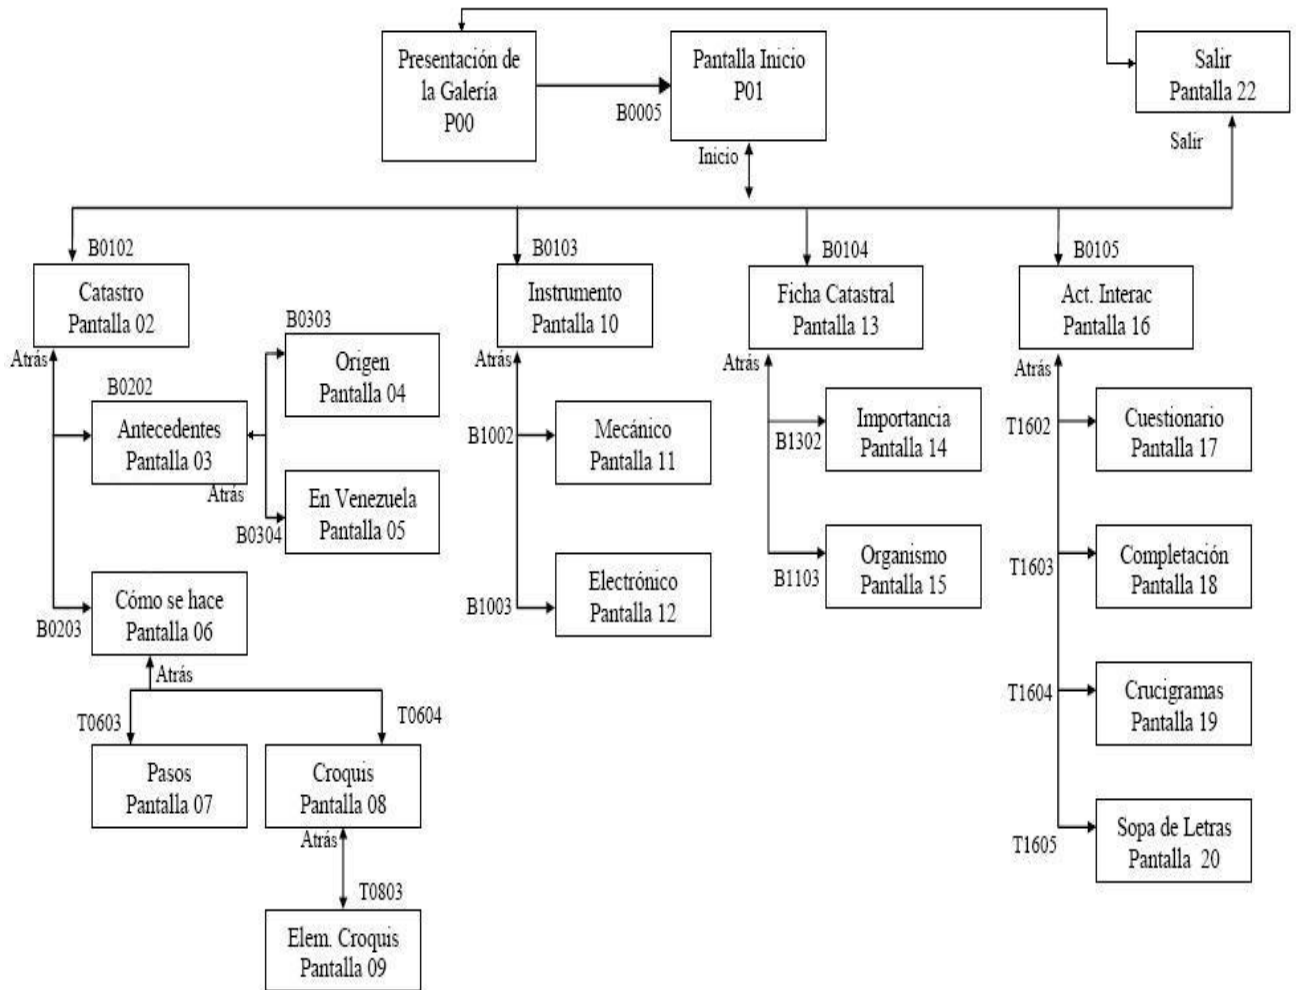 Presentación de
la Galería
P00
B0005
Pantalla Inicio
P01
Inicio
Salir
Pantalla 22
Salir
B0102
Catastro
Pantalla 02
Atrás
B0202
Antecedentes
Pantalla 03
Atrás
B0303
Origen
Pantalla 04
En Venezuela
Pantalla 05
B0304
Cómo se hace
Pantalla 06
B0203
Atrás
T0603
Pasos
Pantalla 07
T0604
Croquis
Pantalla 08
Atrás
T0803
Elem. Croquis
Pantalla 09
B0103
Instrumento
Pantalla 10
Atrás
B1002
Mecánico
Pantalla 11
B1003
Electrónico
Pantalla 12
B0104
Ficha Catastral
Pantalla 13
Atrás
Importancia
Pantalla 14
B1302
Organismo
Pantalla 15
B1103
B0105
Act. Interac
Pantalla 16
Atrás
T1602
Cuestionario
Pantalla 17
T1603
Completación
Pantalla 18
T1604
Crucigramas
Pantalla 19
T1605
Sopa de Letras
Pantalla 20